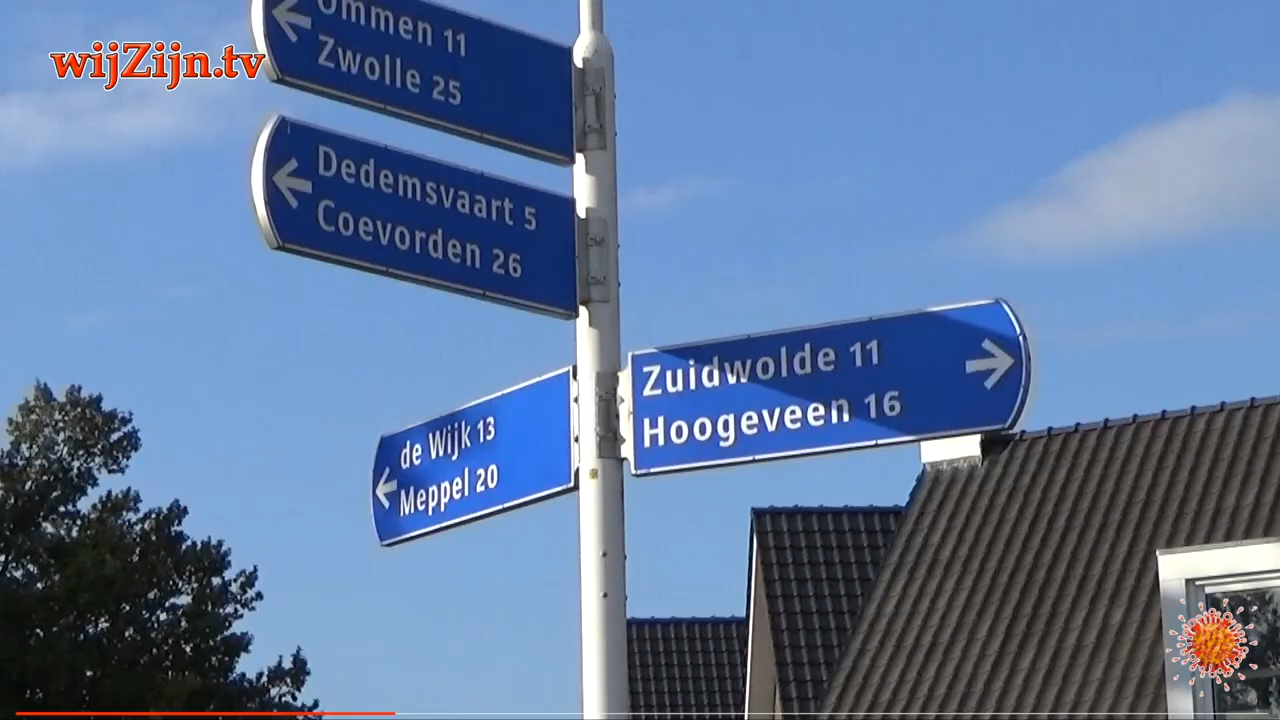 wijZijn.tv
Ommen 11
Zwolle 25
Dedemsvaart 5
Coevorden 26
Zuidwolde 11
Hoogeveen 16
de Wijk 13
Meppel 20